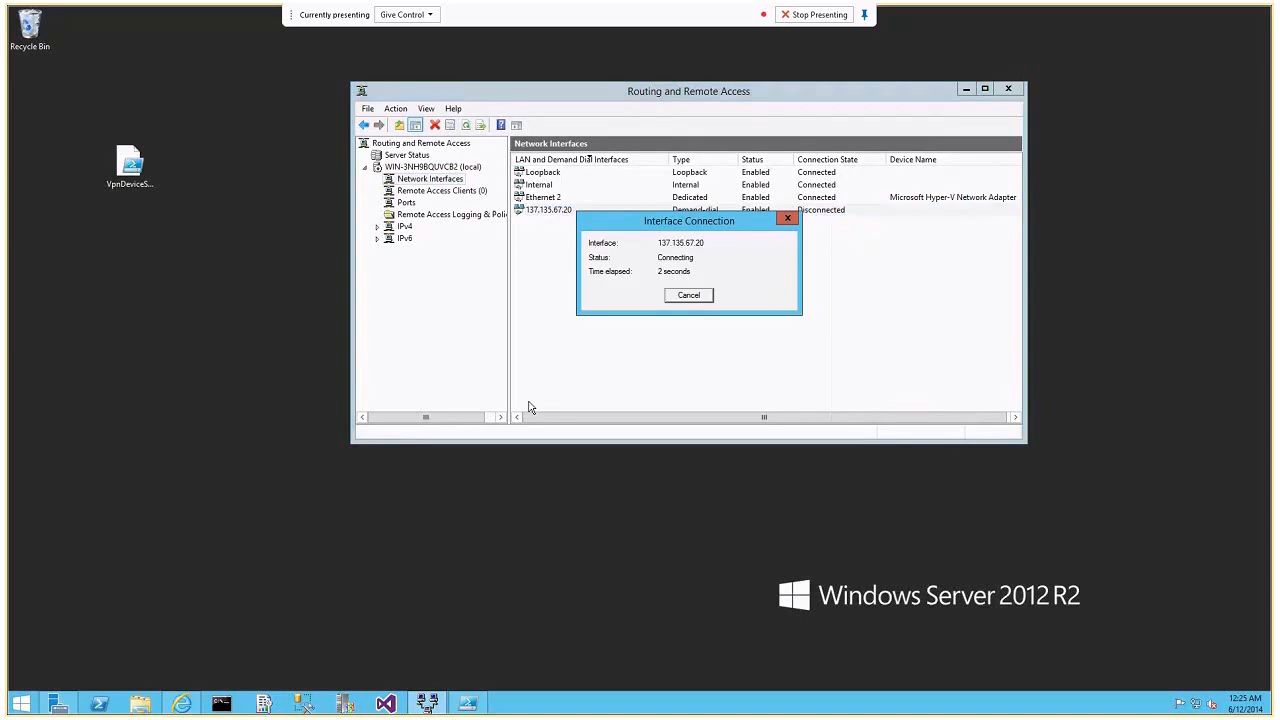 Currently presenting
Give Control
Stop Presenting
Recycle Bin
VpnDeviceS...
Routing and Remote Access
File Action View Help
Routing and Remote Access
Server Status
WIN-3NH9BQUVCB2 (local)
Network Interfaces
Remote Access Clients (0)
Ports
Remote Access Logging & Poli
IPv4
IPv6
Network Interfaces
LAN and Demand Dial Interfaces Type Status Connection State Device Name
Loopback Loopback Enabled Connected
Internal Internal Enabled Connected
Ethernet 2 Dedicated Enabled Connected Microsoft Hyper-V Network Adapter
137.135.67.20 Demand-dial Enabled Disconnected
Interface Connection
Interface: 137.135.67.20
Status: Connecting
Time elapsed: 2 seconds
Cancel
Windows Server 2012 R2
12:25 AM
6/12/2014